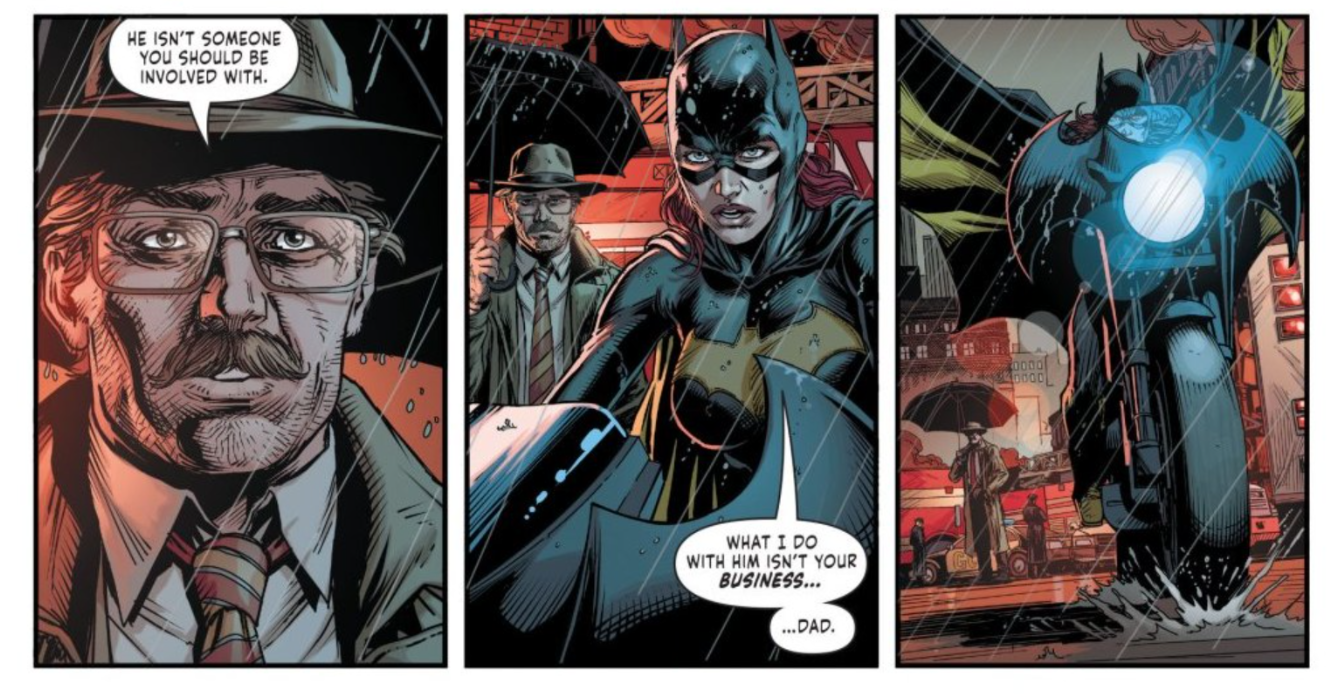 HE ISN'T SOMEONE
YOU SHOULD BE
INVOLVED WITH.
WHAT I DO
WITH HIM ISN'T YOUR
BUSINESS...
...DAD.